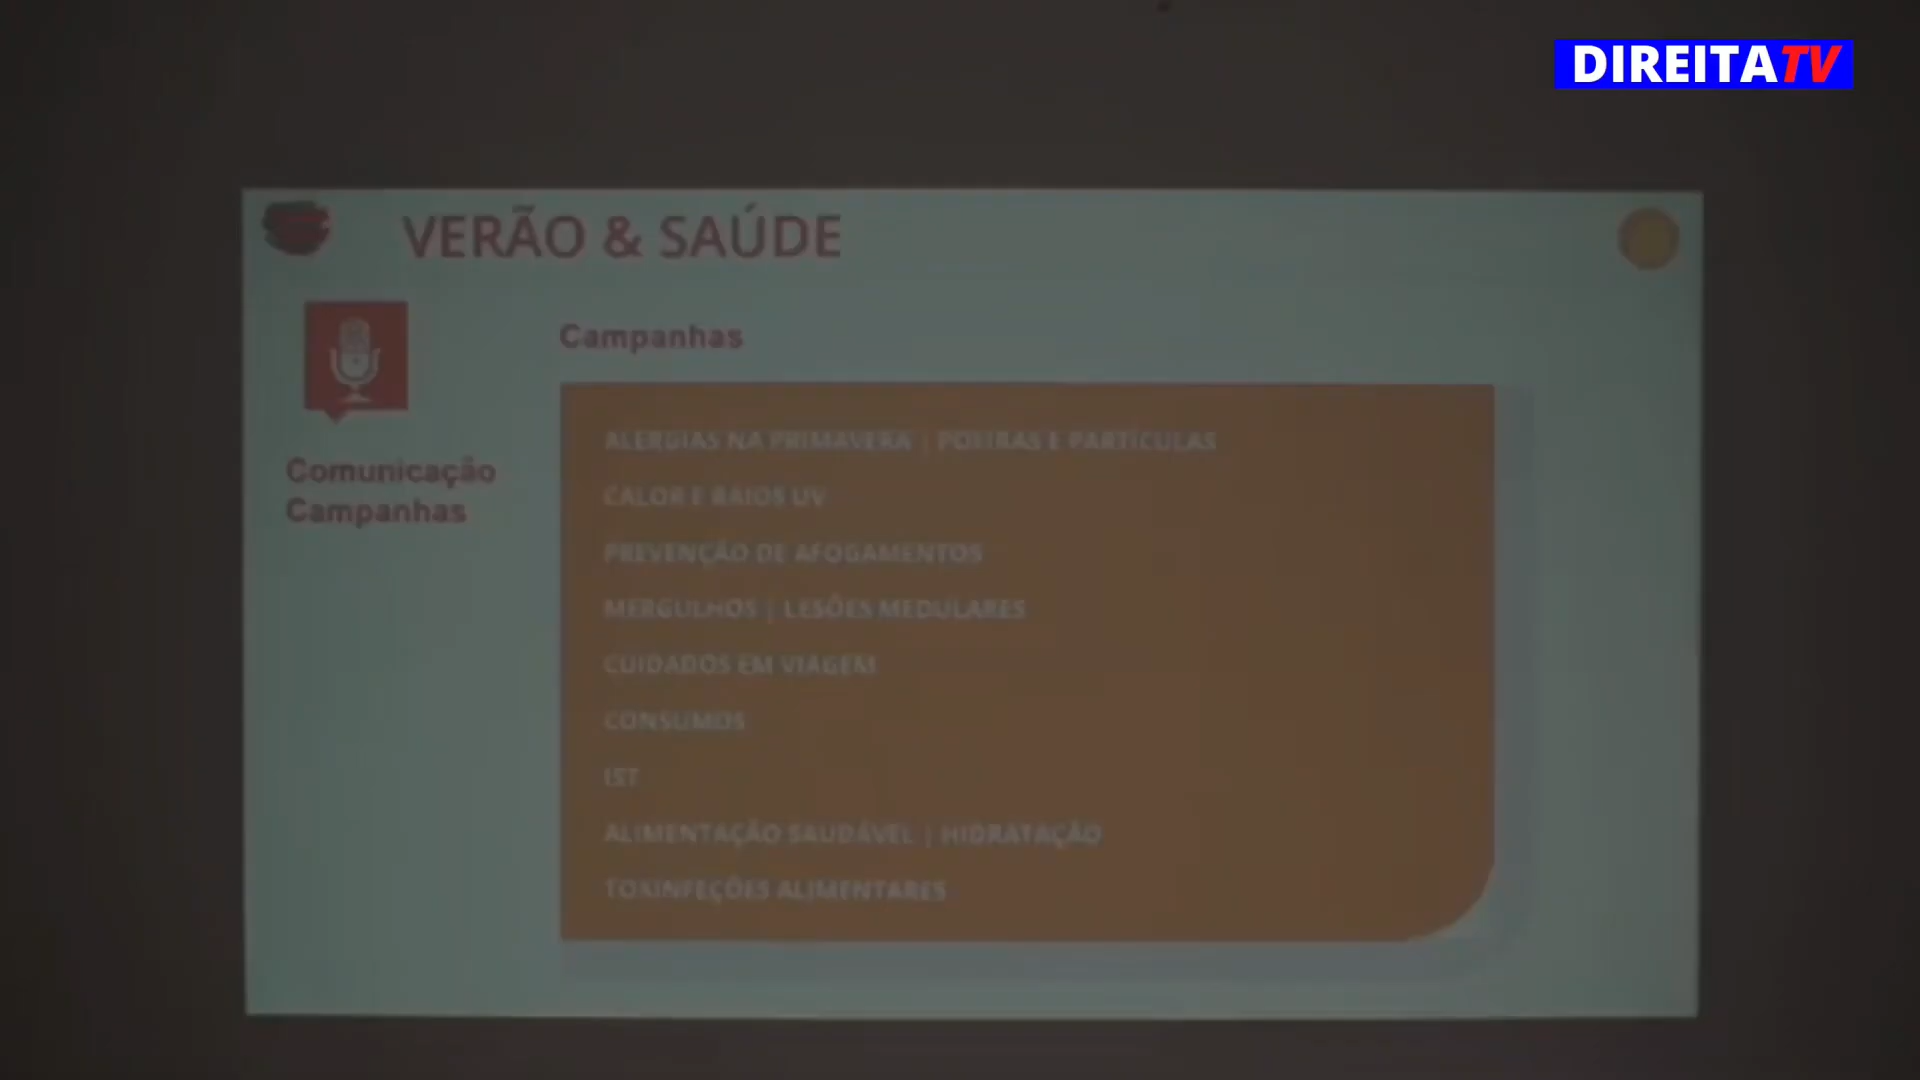 DIREITATV
VERÃO & SAÚDE
Campanhas
Comunicação
Campanhas
ALERGIAS NA PRIMAVERA | POEIRAS E PARTÍCULAS
CALOR E RAIOS UV
PREVENÇÃO DE AFOGAMENTOS
MERGULHOS | LESÕES MEDULARES
CUIDADOS EM VIAGEM
CONSUMOS
IST
ALIMENTAÇÃO SAUDÁVEL | HIDRATAÇÃO
TOXINFEÇÕES ALIMENTARES